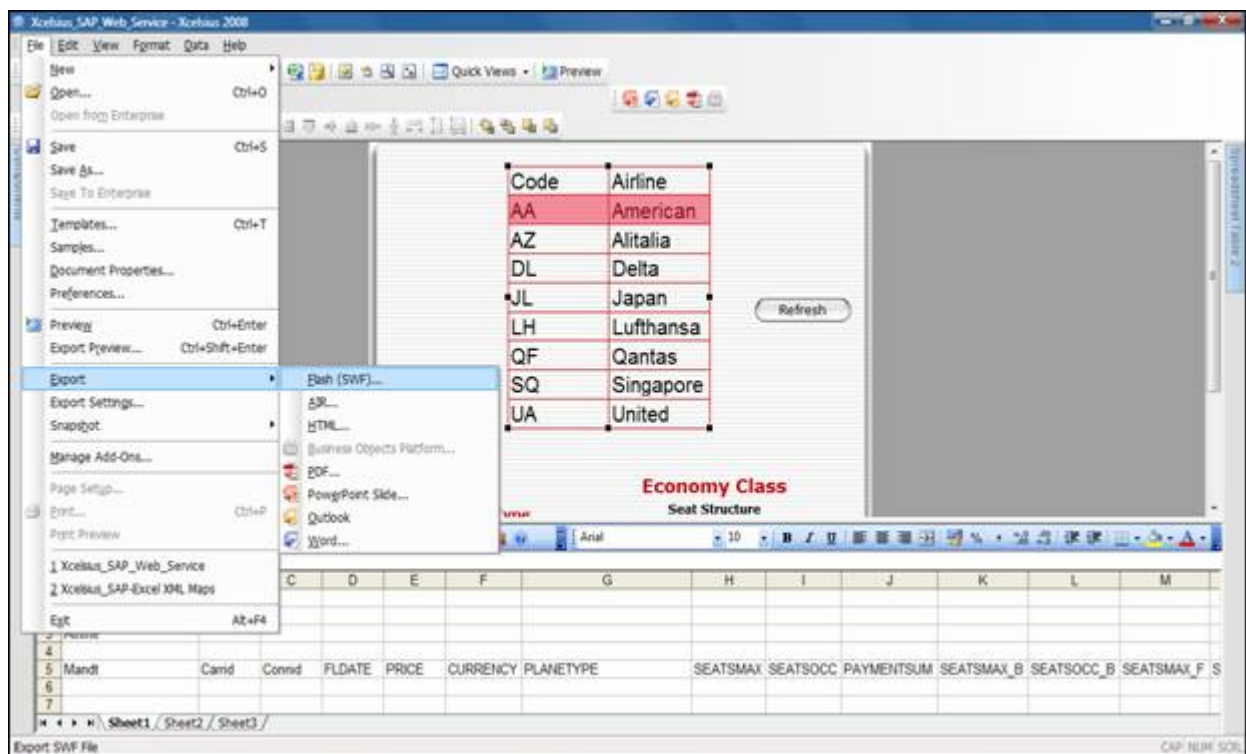 Xcelsius_SAP_Web_Service - Xcelsius 2008
File Edit View Format Data Help
Quick Views Preview
New
Open... Ctrl+O
Open from Enterprise
Save Ctrl+S
Save As...
Save To Enterprise
Templates... Ctrl+T
Samples...
Document Properties...
Preferences...
Preview Ctrl+Enter
Export Preview... Ctrl+Shift+Enter
Export
Export Settings...
Snapshot
Manage Add-Ons...
Page Setup...
Print... Ctrl+P
Print Preview
1 Xcelsius_SAP_Web_Service
2 Xcelsius_SAP-Excel XML Maps
Exit Alt+F4
Flash (SWF)...
AIR...
HTML...
Business Objects Platform...
PDF...
PowerPoint Slide...
Outlook
Word...
Code Airline
AA American
AZ Alitalia
DL Delta
JL Japan
LH Lufthansa
QF Qantas
SQ Singapore
UA United
Refresh
Spreadsheet Table 2
Economy Class
Seat Structure
Arial 10 B I U %
C D E F G H I J K L M
3 Airline
4
5 Mandt Carrid Connid FLDATE PRICE CURRENCY PLANETYPE SEATSMAX SEATSOCC PAYMENTSUM SEATSMAX_B SEATSOCC_B SEATSMAX_F S
6
7
Sheet1 / Sheet2 / Sheet3 /
Export SWF File CAP NUM SCRL